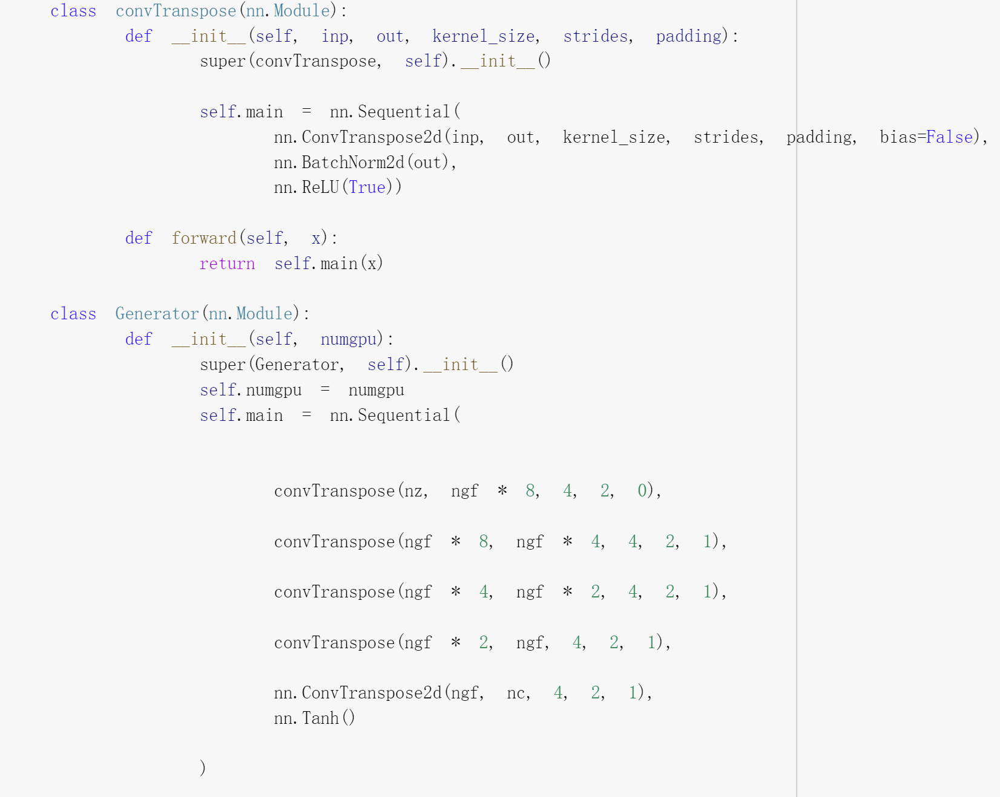 class convTranspose(nn.Module):
def __init__(self, inp, out, kernel_size, strides, padding):
super(convTranspose, self).__init__()
self.main = nn.Sequential(
nn.ConvTranspose2d(inp, out, kernel_size, strides, padding, bias=False),
nn.BatchNorm2d(out),
nn.ReLU(True))
def forward(self, x):
return self.main(x)
class Generator(nn.Module):
def __init__(self, numgpu):
super(Generator, self).__init__()
self.numgpu = numgpu
self.main = nn.Sequential(
convTranspose(nz, ngf * 8, 4, 2, 0),
convTranspose(ngf * 8, ngf * 4, 4, 2, 1),
convTranspose(ngf * 4, ngf * 2, 4, 2, 1),
convTranspose(ngf * 2, ngf, 4, 2, 1),
nn.ConvTranspose2d(ngf, nc, 4, 2, 1),
nn.Tanh()
)